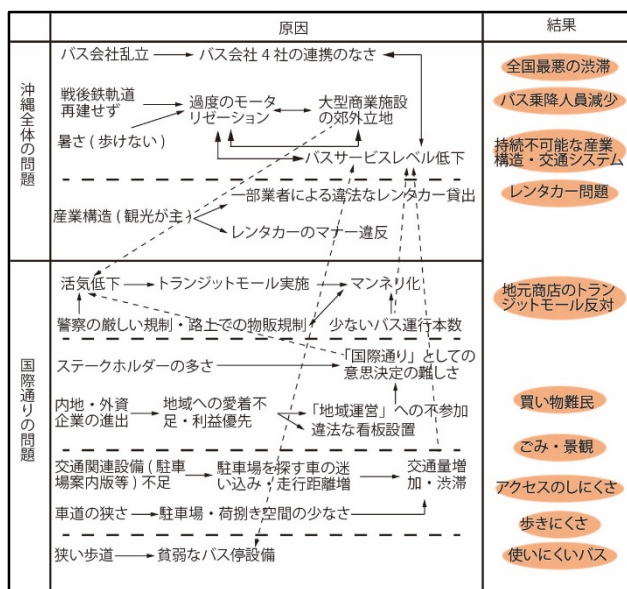 原因
結果
沖縄全体の問題
バス会社乱立
バス会社4社の連携のなさ
戦後鉄軌道
再建せず
過度のモータ
リゼーション
大型商業施設
の郊外立地
暑さ(歩けない)
バスサービスレベル低下
一部業者による違法なレンタカー貸出
産業構造(観光が主)
レンタカーのマナー違反
国際通りの問題
活気低下
トランジットモール実施
マンネリ化
警察の厳しい規制・路上での物販規制
少ないバス運行本数
ステークホルダーの多さ
「国際通り」としての
意思決定の難しさ
内地・外資
企業の進出
地域への愛着不
足・利益優先
「地域運営」への不参加
違法な看板設置
交通関連設備(駐車
場案内版等)不足
駐車場を探す車の迷
い込み・走行距離増
交通量増
加・渋滞
車道の狭さ
駐車場・荷捌き空間の少なさ
狭い歩道
貧弱なバス停設備
全国最悪の渋滞
バス乗降人員減少
持続不可能な産業
構造・交通システム
レンタカー問題
地元商店のトラン
ジットモール反対
買い物難民
ごみ・景観
アクセスのしにくさ
歩きにくさ
使いにくいバス